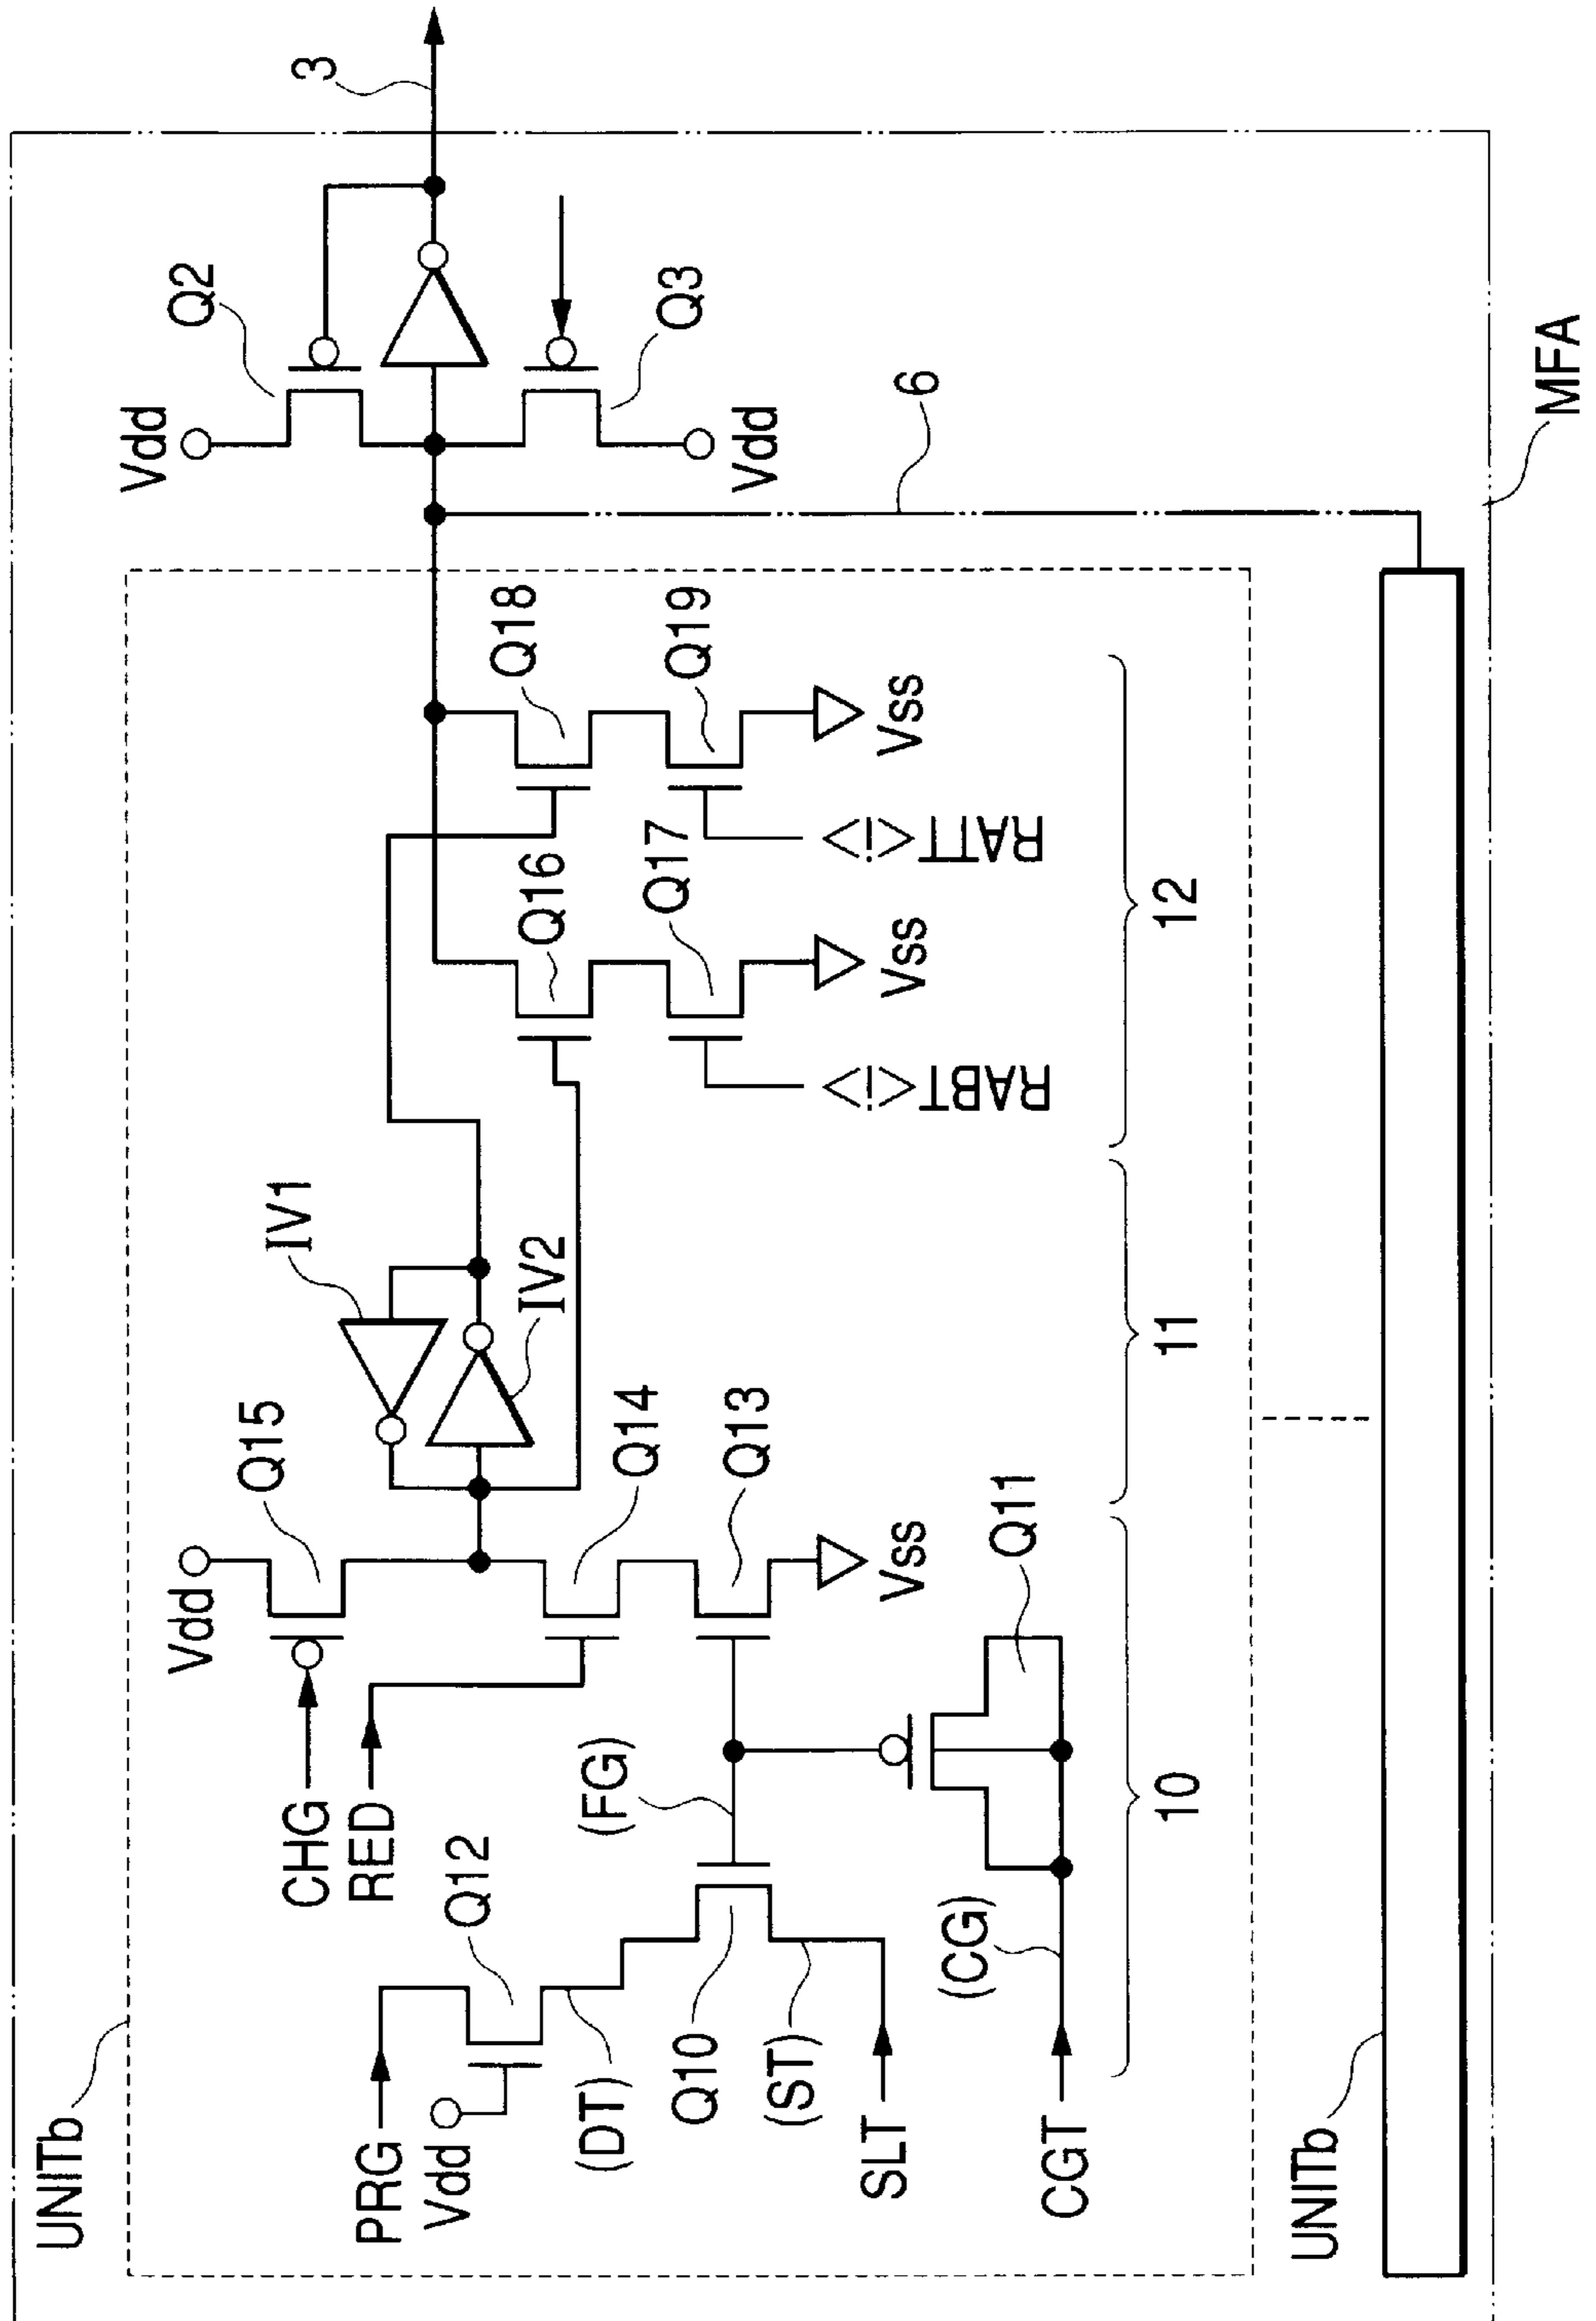 UNITb
Vdd
Vdd
Q2
Q15
IV1
3
CHG
RED
PRG
Vdd
Q12
IV2
Q16
Q18
(DT)
(FG)
Q14
Q17
Q19
Q3
Q10
Q13
Vdd
(ST)
SLT
Vss
Vss
Vss
RABT<i>
RATT<i>
6
(CG)
Q11
CGT
10
11
12
UNITb
MFA